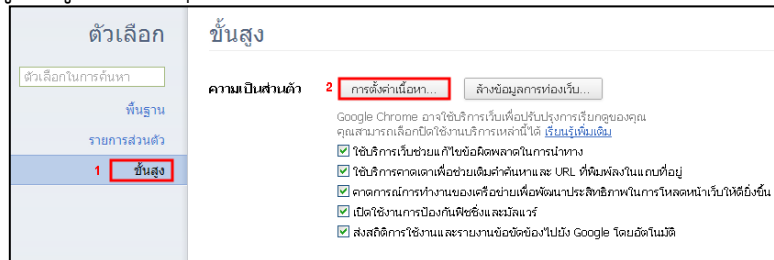 ตัวเลือก
ขั้นสูง
ตัวเลือกในการค้นหา
ความเป็นส่วนตัว
2 การตั้งค่าเนื้อหา...
ล้างข้อมูลการท่องเว็บ...
พื้นฐาน
รายการส่วนตัว
1 ขั้นสูง
Google Chrome อาจใช้บริการเว็บเพื่อปรับปรุงการเรียกดูของคุณ
คุณสามารถเลือกปิดใช้งานบริการเหล่านี้ได้ เรียนรู้เพิ่มเติม
ใช้บริการเว็บช่วยแก้ไขข้อผิดพลาดในการนำทาง
ใช้บริการคาดเดาเพื่อช่วยเติมคำค้นหาและ URL ที่พิมพ์ลงในแถบที่อยู่
คาดการณ์การทำงานของเครือข่ายเพื่อพัฒนาประสิทธิภาพในการโหลดหน้าเว็บให้ดียิ่งขึ้น
เปิดใช้งานการป้องกันฟิชชิ่งและมัลแวร์
ส่งสถิติการใช้งานและรายงานข้อขัดข้องไปยัง Google โดยอัตโนมัติ